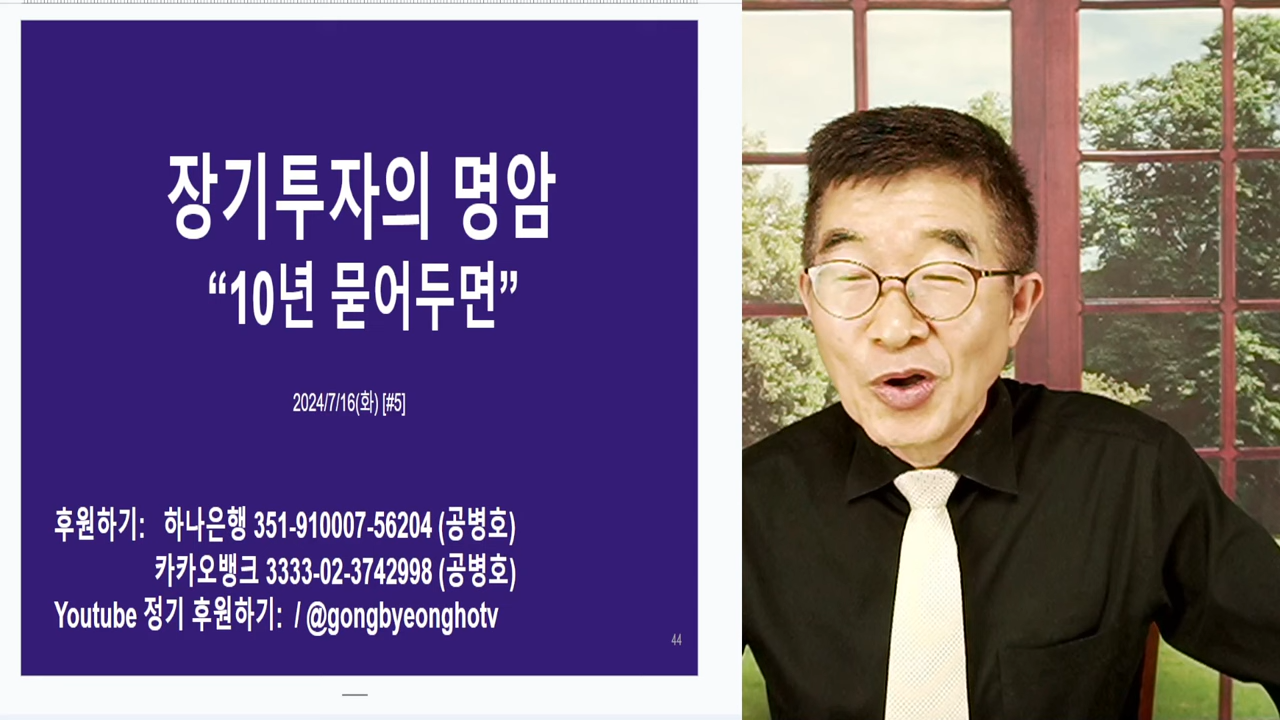 장기투자의 명암
“10년 묻어두면”
2024/7/16(화) [#5]
후원하기: 하나은행 351-910007-56204 (공병호)
카카오뱅크 3333-02-3742998 (공병호)
Youtube 정기 후원하기: / @gongbyeonghotv
44